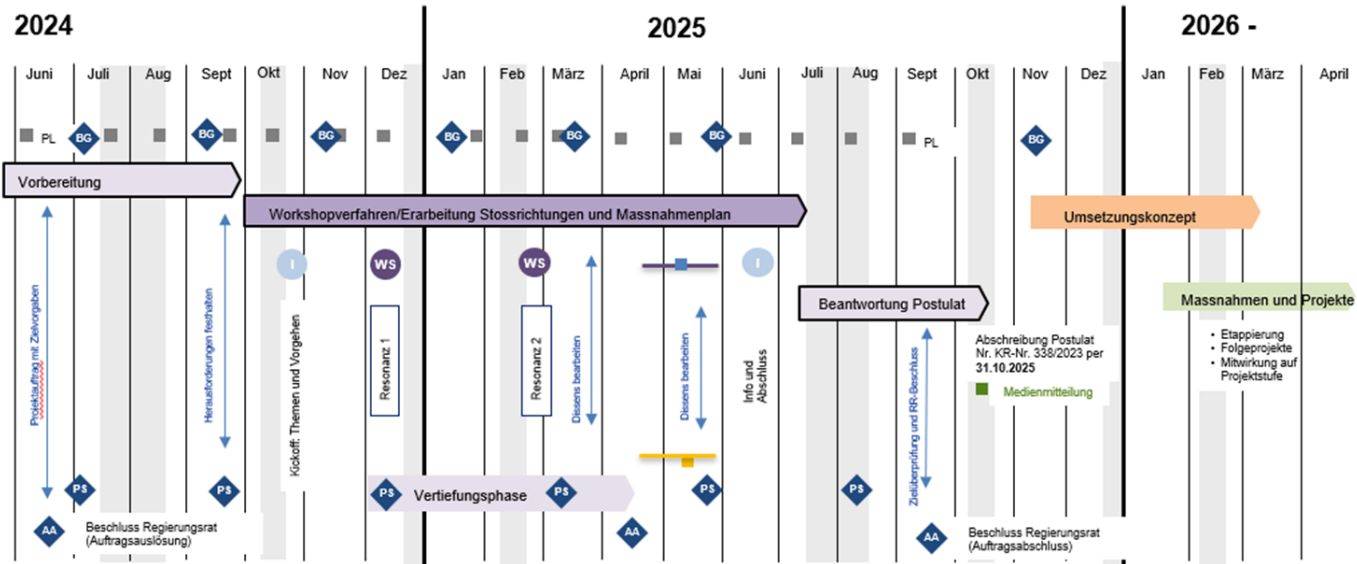 2024
2025
2026 -
Juni
Juli
Aug
Sept
Okt
Nov
Dez
Jan
Feb
März
April
Mai
Juni
Juli
Aug
Sept
Okt
Nov
Dez
Jan
Feb
März
April
PL
BG
BG
BG
BG
BG
BG
PL
BG
Vorbereitung
Workshopverfahren/Erarbeitung Stossrichtungen und Massnahmenplan
Umsetzungskonzept
I
WS
WS
I
Beantwortung Postulat
Massnahmen und Projekte
Projektauftrag mit Zielvorgaben
Herausforderungen festhalten
Kickoff: Themen und Vorgehen
Resonanz 1
Resonanz 2
Dissens bearbeiten
Dissens bearbeiten
Info und
Abschluss
Zielüberprüfung und RR-Beschluss
Abschreibung Postulat
Nr. KR-Nr. 338/2023 per
31.10.2025
Medienmitteilung
• Etappierung
• Folgeprojekte
• Mitwirkung auf
Projektstufe
PS
PS
PS
Vertiefungsphase
PS
PS
PS
AA
Beschluss Regierungsrat
(Auftragsauslösung)
AA
AA
Beschluss Regierungsrat
(Auftragsabschluss)